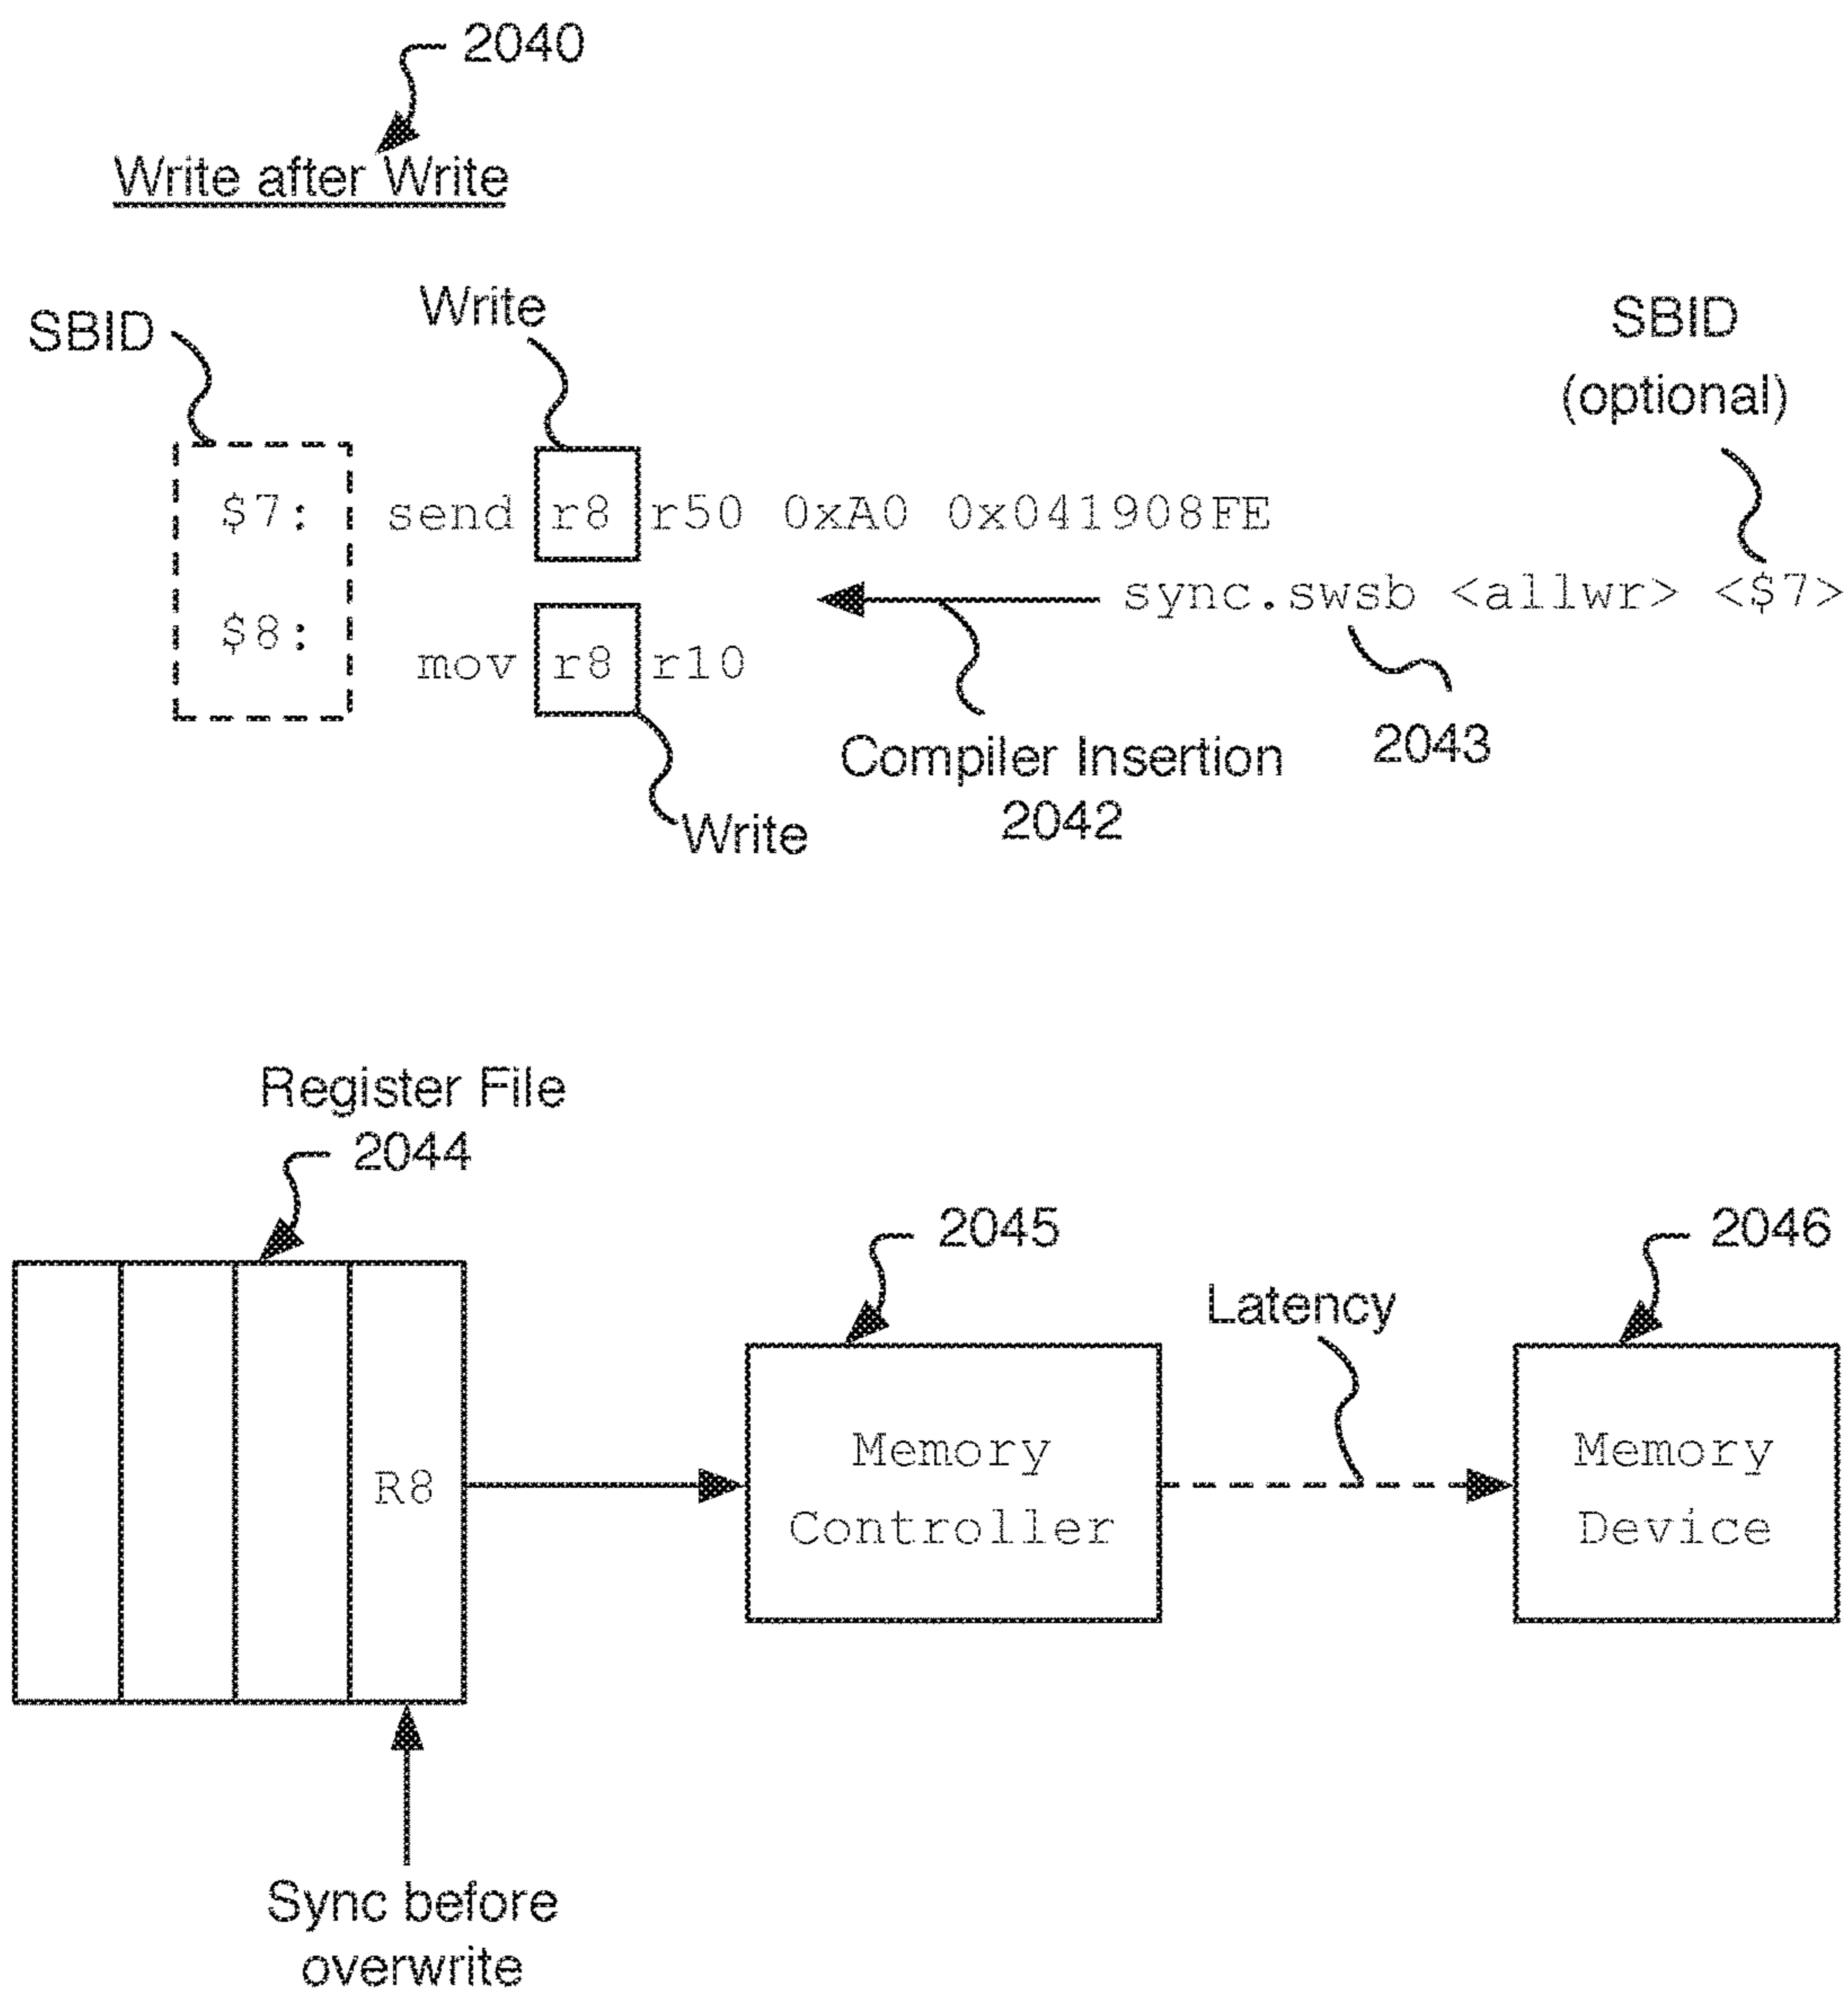 2040
Write after Write
SBID
Write
SBID
(optional)
$7: send r8 r50 0xA0 0x041908FE
sync.swsb <allwr> <$7>
$8: mov r8 r10
Compiler Insertion
2042
2043
Write
Register File
2044
2045
2046
Latency
R8
Memory
Controller
Memory
Device
Sync before
overwrite